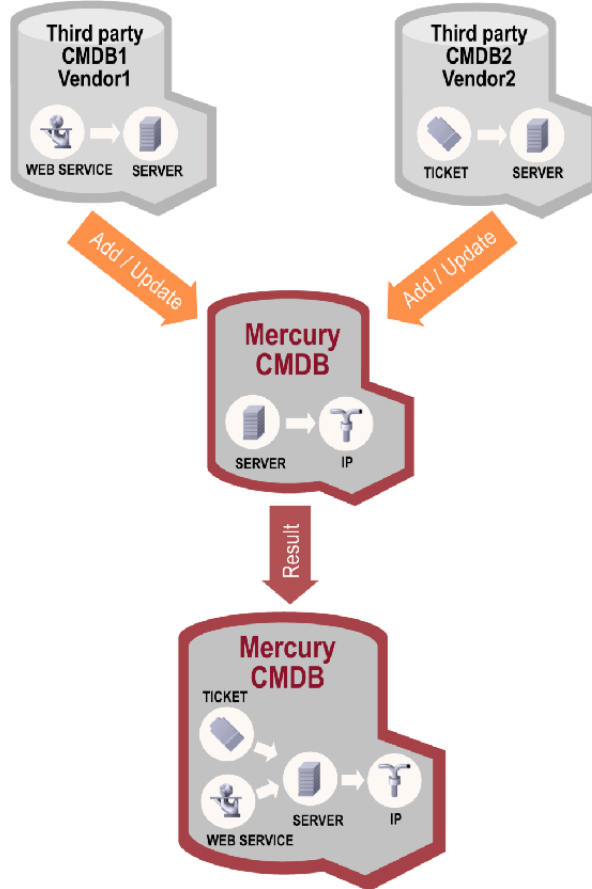 Third party
CMDB1
Vendor1
WEB SERVICE
SERVER
Third party
CMDB2
Vendor2
TICKET
SERVER
Add / Update
Add / Update
Mercury
CMDB
SERVER
IP
Result
Mercury
CMDB
TICKET
WEB SERVICE
SERVER
IP